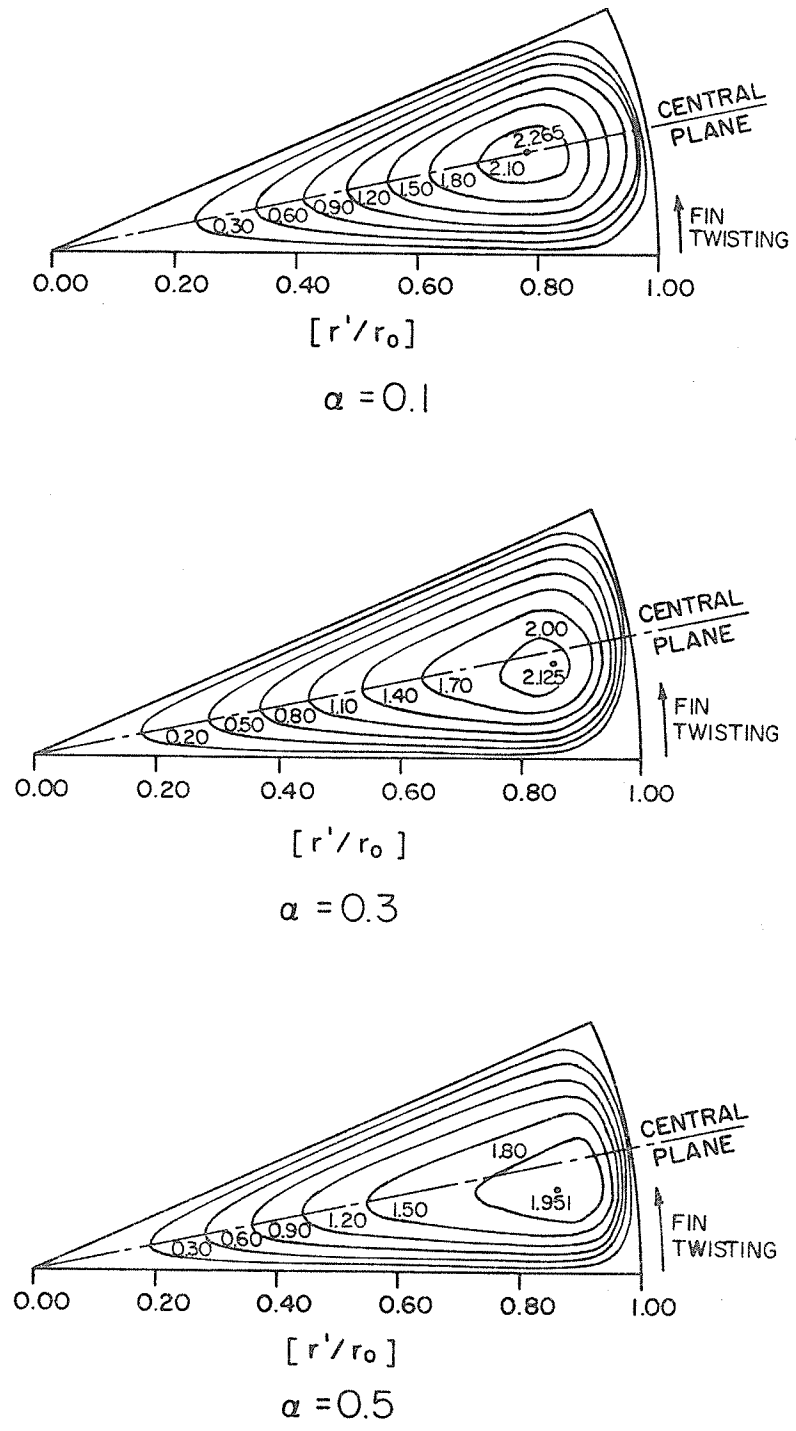 2.265
2.10
1.80
1.50
1.20
0.90
0.60
0.30
CENTRAL
PLANE
FIN
TWISTING
0.00 0.20 0.40 0.60 0.80 1.00
[r'/r₀]
α = 0.1
2.00
2.125
1.70
1.40
1.10
0.80
0.50
0.20
CENTRAL
PLANE
FIN
TWISTING
0.00 0.20 0.40 0.60 0.80 1.00
[r'/r₀]
α = 0.3
1.80
1.951
1.50
1.20
0.90
0.60
0.30
CENTRAL
PLANE
FIN
TWISTING
0.00 0.20 0.40 0.60 0.80 1.00
[r'/r₀]
α = 0.5